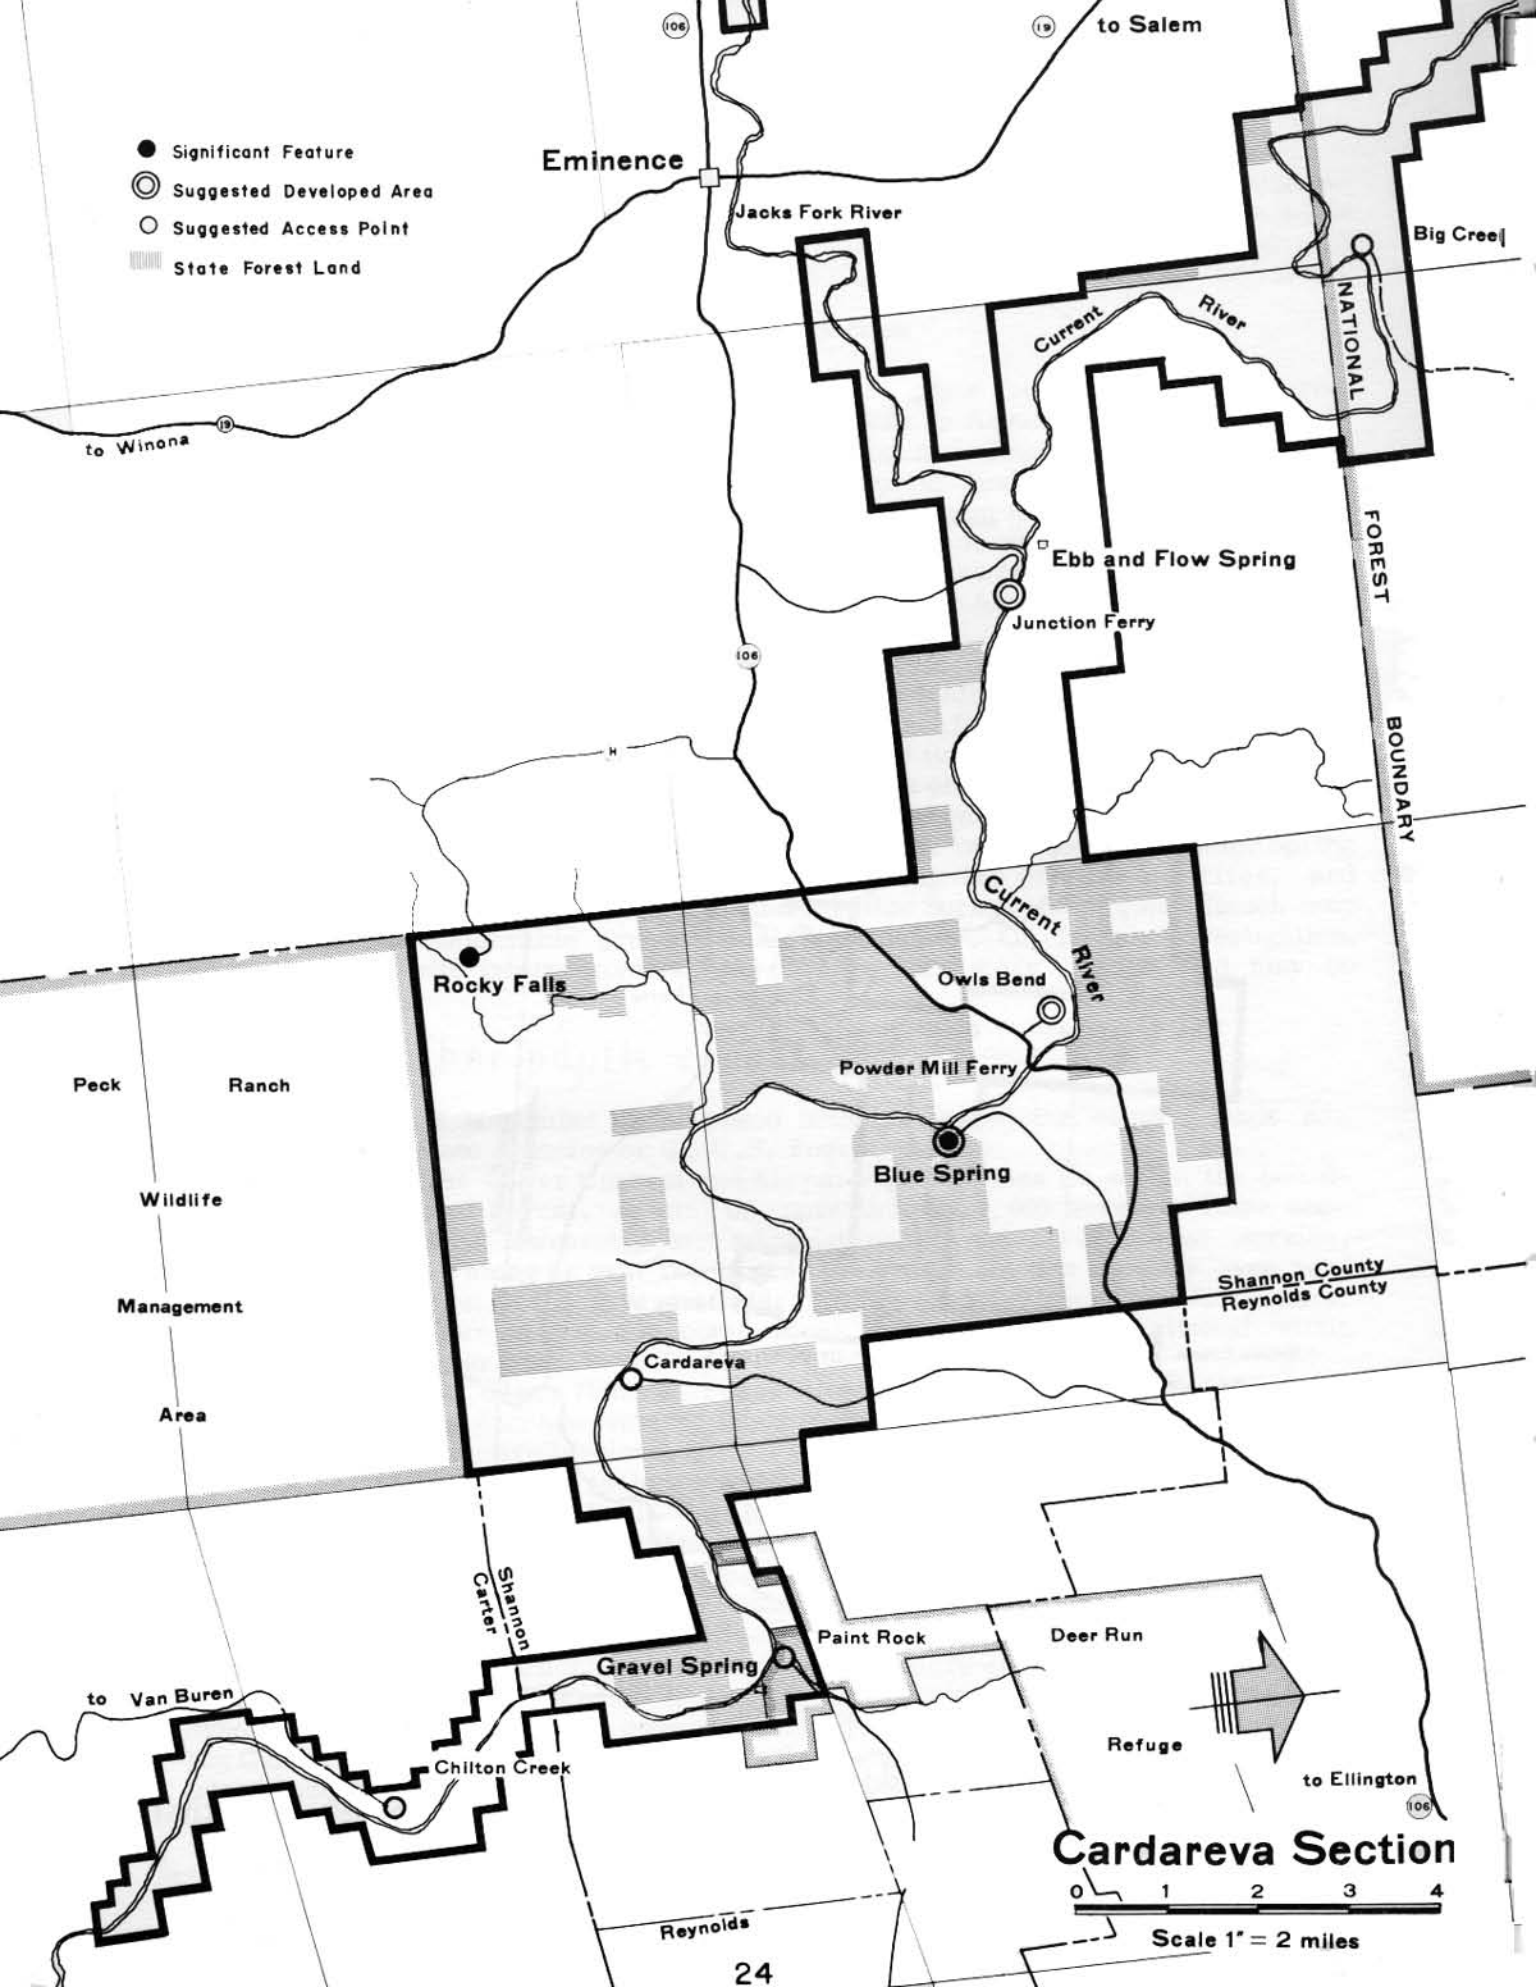 106
19
to Salem
Significant Feature
Suggested Developed Area
Suggested Access Point
State Forest Land
Eminence
Jacks Fork River
Big Creel
Current River
NATIONAL
to Winona
19
FOREST
Ebb and Flow Spring
Junction Ferry
106
H
BOUNDARY
Current River
Rocky Falls
Owls Bend
Peck Ranch
Powder Mill Ferry
Blue Spring
Wildlife
Management
Shannon County
Reynolds County
Cardareva
Area
Shannon
Carter
Paint Rock
Deer Run
Gravel Spring
to Van Buren
Refuge
Chilton Creek
to Ellington
106
Cardareva Section
0 1 2 3 4
Scale 1" = 2 miles
Reynolds
24